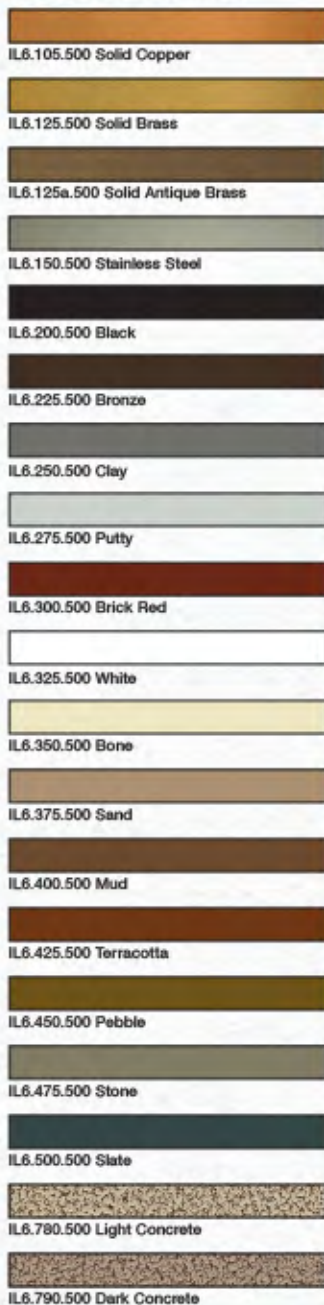 IL6.105.500 Solid Copper
IL6.125.500 Solid Brass
IL6.125a.500 Solid Antique Brass
IL6.150.500 Stainless Steel
IL6.200.500 Black
IL6.225.500 Bronze
IL6.250.500 Clay
IL6.275.500 Putty
IL6.300.500 Brick Red
IL6.325.500 White
IL6.350.500 Bone
IL6.375.500 Sand
IL6.400.500 Mud
IL6.425.500 Terracotta
IL6.450.500 Pebble
IL6.475.500 Stone
IL6.500.500 Slate
IL6.780.500 Light Concrete
IL6.790.500 Dark Concrete